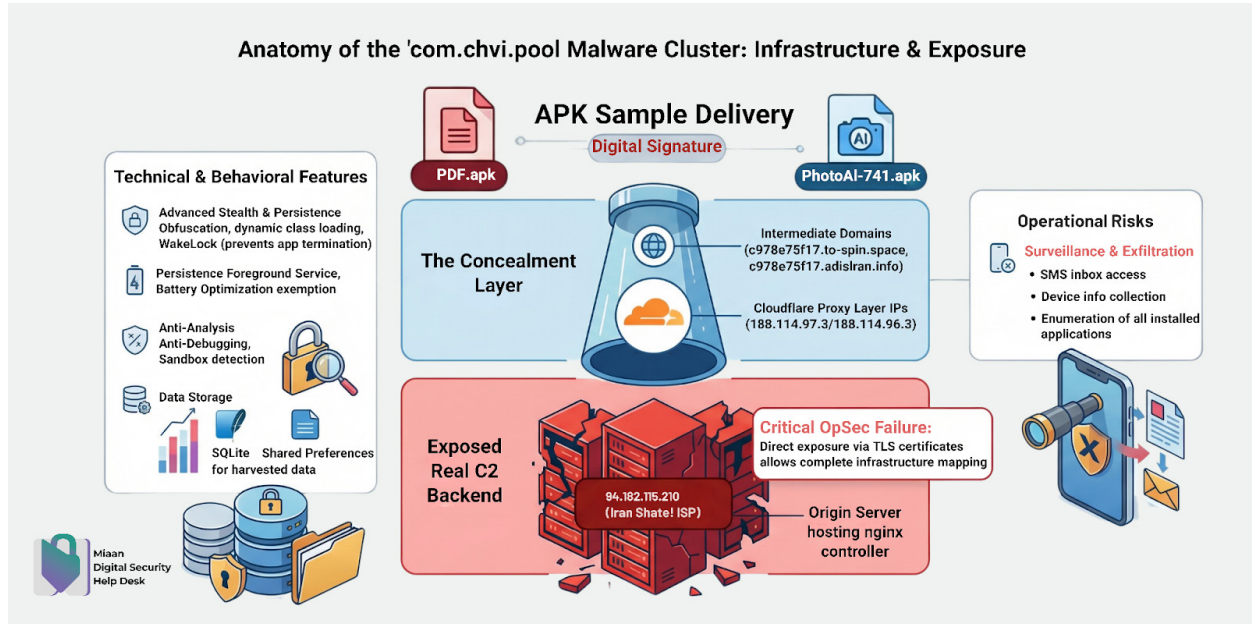 Anatomy of the 'com.chvi.pool Malware Cluster: Infrastructure & Exposure
APK Sample Delivery
Digital Signature
PDF.apk
PhotoAI-741.apk
Technical & Behavioral Features
Advanced Stealth & Persistence
Obfuscation, dynamic class loading,
WakeLock (prevents app termination)
4
Persistence Foreground Service,
Battery Optimization exemption
Anti-Analysis
Anti-Debugging,
Sandbox detection
Data Storage
SQLite
Shared Preferences
for harvested data
The Concealment
Layer
Intermediate Domains
(c978e75f17.to-spin.space,
c978e75f17.adislran.info)
Cloudflare Proxy Layer IPs
(188.114.97.3/188.114.96.3)
Operational Risks
Surveillance & Exfiltration
• SMS inbox access
• Device info collection
• Enumeration of all installed
applications
Exposed
Real C2
Backend
Critical OpSec Failure:
Direct exposure via TLS certificates
allows complete infrastructure mapping
94.182.115.210
(Iran Shate! ISP)
Origin Server
hosting nginx
controller
AI
X
Miaan
Digital Security
Help Desk